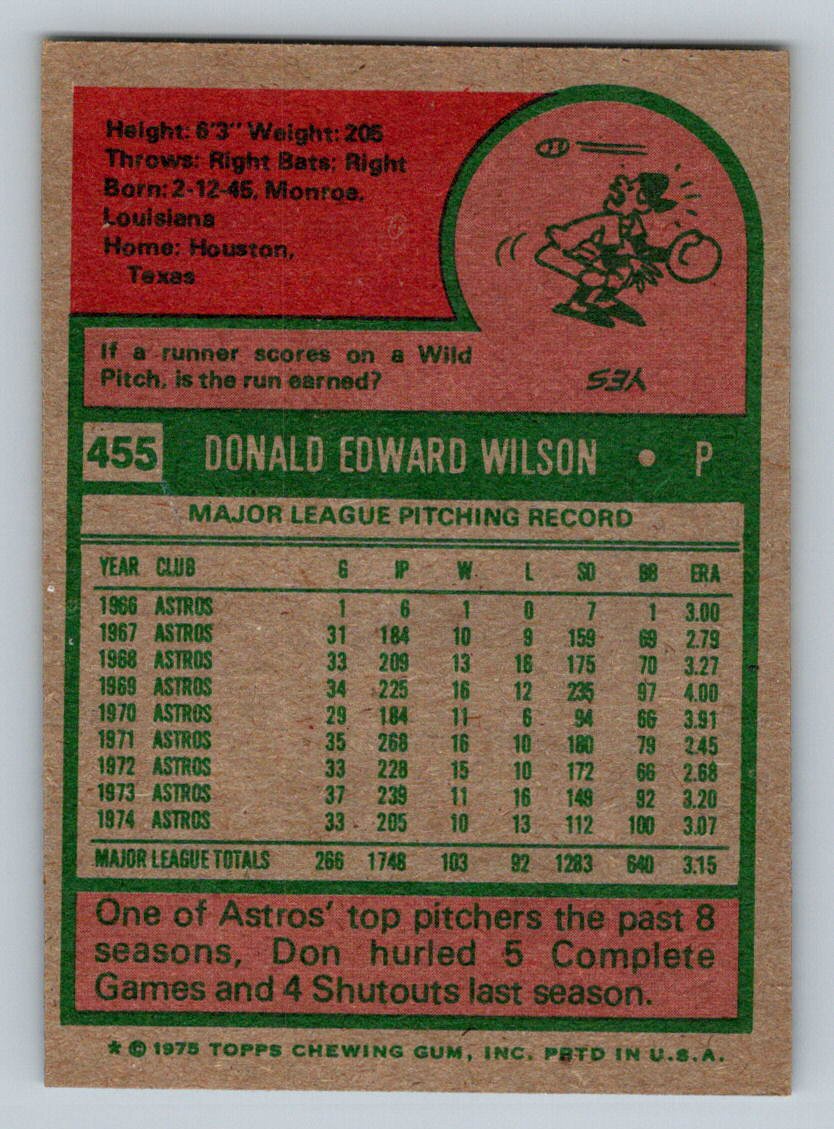 Height: 6'3" Weight: 205
Throws: Right Bats: Right
Born: 2-12-45, Monroe,
Louisiana
Home: Houston,
Texas
If a runner scores on a Wild
Pitch, is the run earned?
YES
455 DONALD EDWARD WILSON • P
MAJOR LEAGUE PITCHING RECORD
YEAR CLUB G IP W L SO BB ERA
1966 ASTROS 1 6 1 0 7 1 3.00
1967 ASTROS 31 184 10 9 159 69 2.79
1968 ASTROS 33 209 13 16 175 70 3.27
1969 ASTROS 34 225 16 12 235 97 4.00
1970 ASTROS 29 184 11 6 94 66 3.91
1971 ASTROS 35 268 16 10 180 79 2.45
1972 ASTROS 33 228 15 10 172 66 2.68
1973 ASTROS 37 239 11 16 149 92 3.20
1974 ASTROS 33 205 10 13 112 100 3.07
MAJOR LEAGUE TOTALS 266 1748 103 92 1283 640 3.15
One of Astros' top pitchers the past 8
seasons, Don hurled 5 Complete
Games and 4 Shutouts last season.
* © 1975 TOPPS CHEWING GUM, INC. PRTD IN U.S.A.